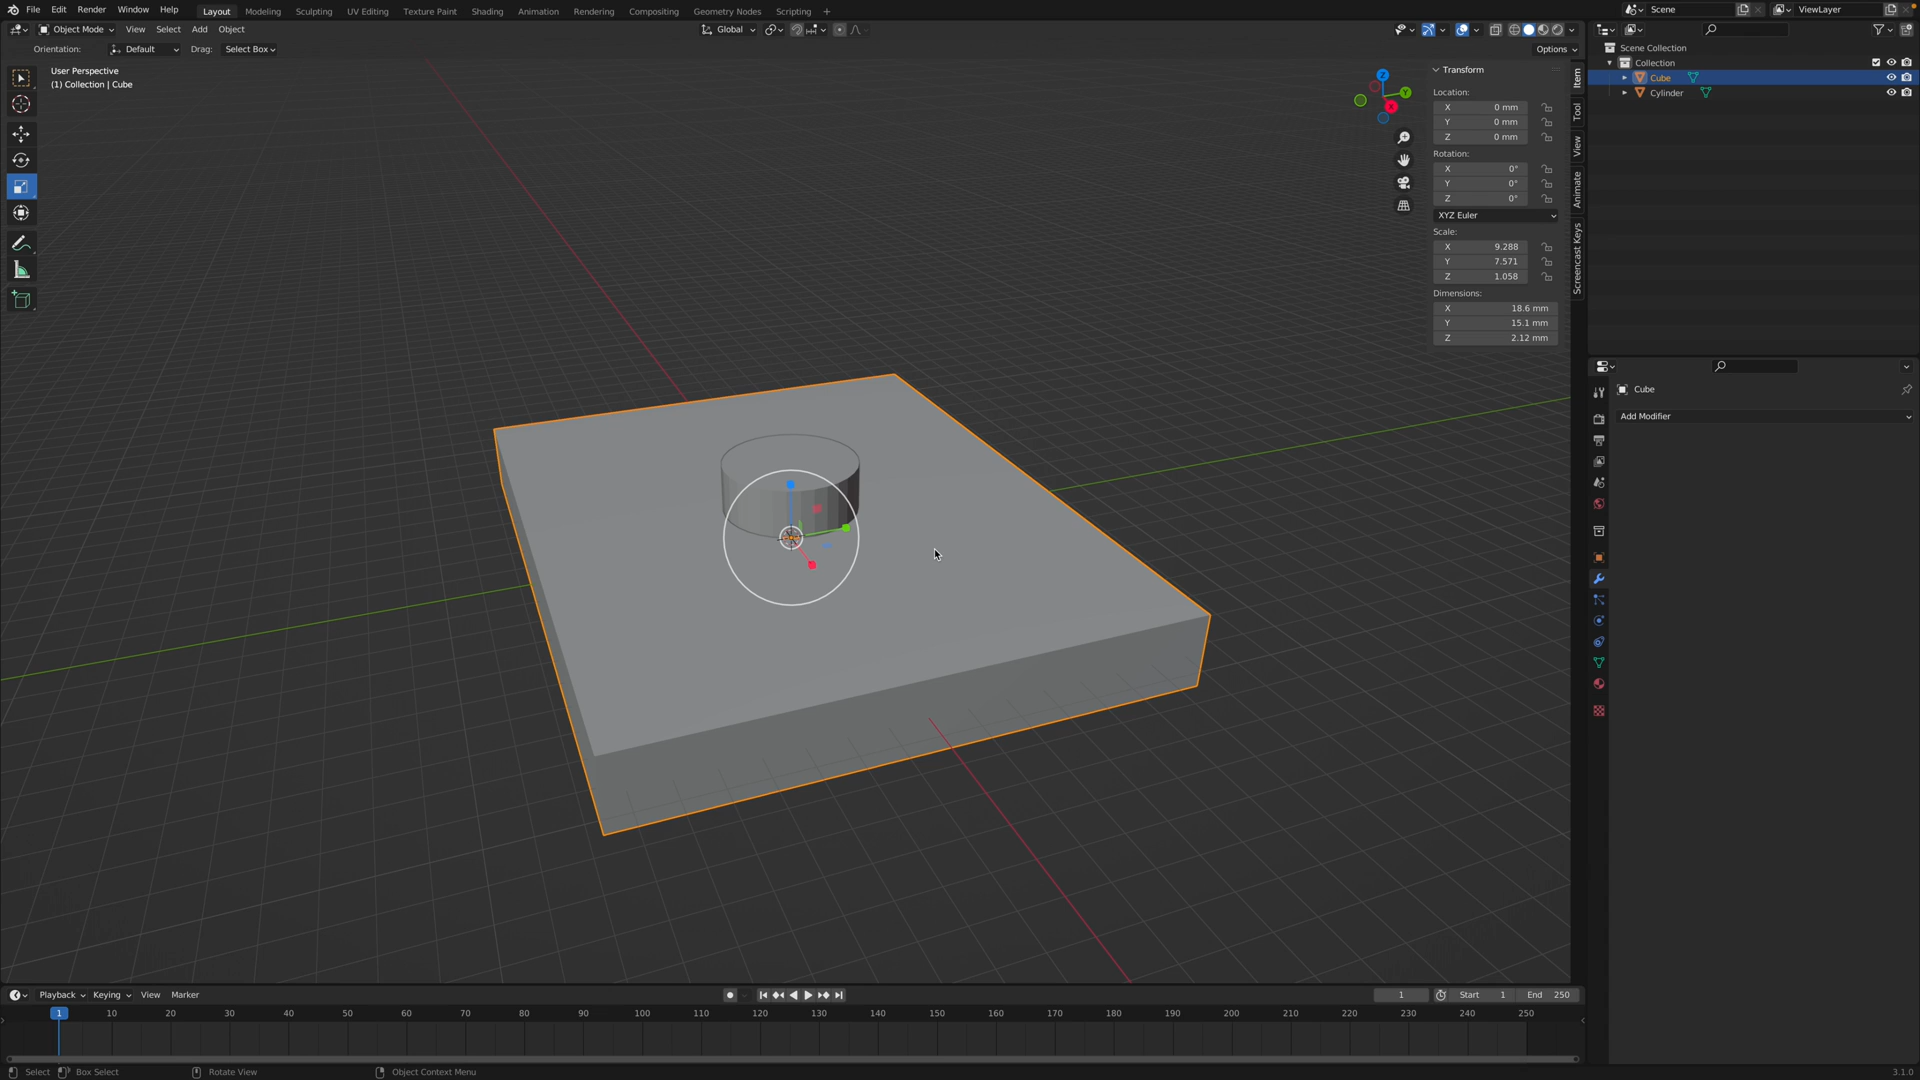 File Edit Render Window Help Layout Modeling Sculpting UV Editing Texture Paint Shading Animation Rendering Compositing Geometry Nodes Scripting + Scene ViewLayer
Object Mode View Select Add Object Global
Orientation: Default Drag: Select Box Options
User Perspective
(1) Collection | Cube
Z
Y
X
Transform
Location:
X 0 mm
Y 0 mm
Z 0 mm
Rotation:
X 0°
Y 0°
Z 0°
XYZ Euler
Scale:
X 9.288
Y 7.571
Z 1.058
Dimensions:
X 18.6 mm
Y 15.1 mm
Z 2.12 mm
Item
Tool
View
Animate
Screencast Keys
Scene Collection
Collection
Cube
Cylinder
Cube
Add Modifier
Playback Keying View Marker 1 Start 1 End 250
1 10 20 30 40 50 60 70 80 90 100 110 120 130 140 150 160 170 180 190 200 210 220 230 240 250
Select Box Select Rotate View Object Context Menu 3.1.0